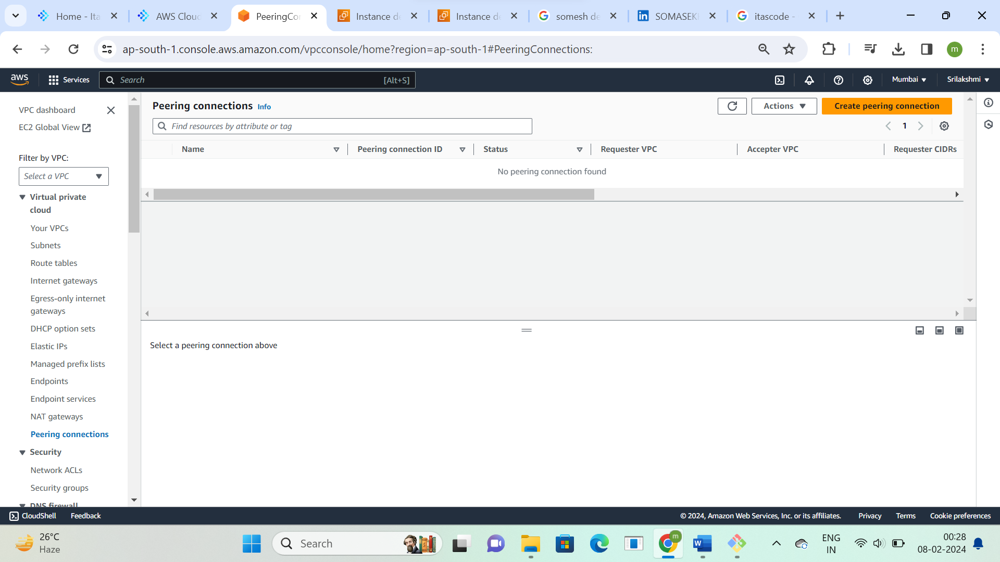 Home - Ita
AWS Clou
PeeringCo
Instance de
Instance de
somesh de
SOMASEK
itascode -
ap-south-1.console.aws.amazon.com/vpcconsole/home?region=ap-south-1#PeeringConnections:
m
aws
Services
Search
[Alt+S]
Mumbai
Srilakshmi
VPC dashboard
EC2 Global View
Filter by VPC:
Select a VPC
Virtual private
cloud
Your VPCs
Subnets
Route tables
Internet gateways
Egress-only internet
gateways
DHCP option sets
Elastic IPs
Managed prefix lists
Endpoints
Endpoint services
NAT gateways
Peering connections
Security
Network ACLs
Security groups
DNS firewall
Peering connections Info
Actions
Create peering connection
Find resources by attribute or tag
1
Name
Peering connection ID
Status
Requester VPC
Accepter VPC
Requester CIDRs
No peering connection found
Select a peering connection above
CloudShell
Feedback
© 2024, Amazon Web Services, Inc. or its affiliates.
Privacy
Terms
Cookie preferences
26°C
Haze
Search
m
W
ENG
IN
00:28
08-02-2024